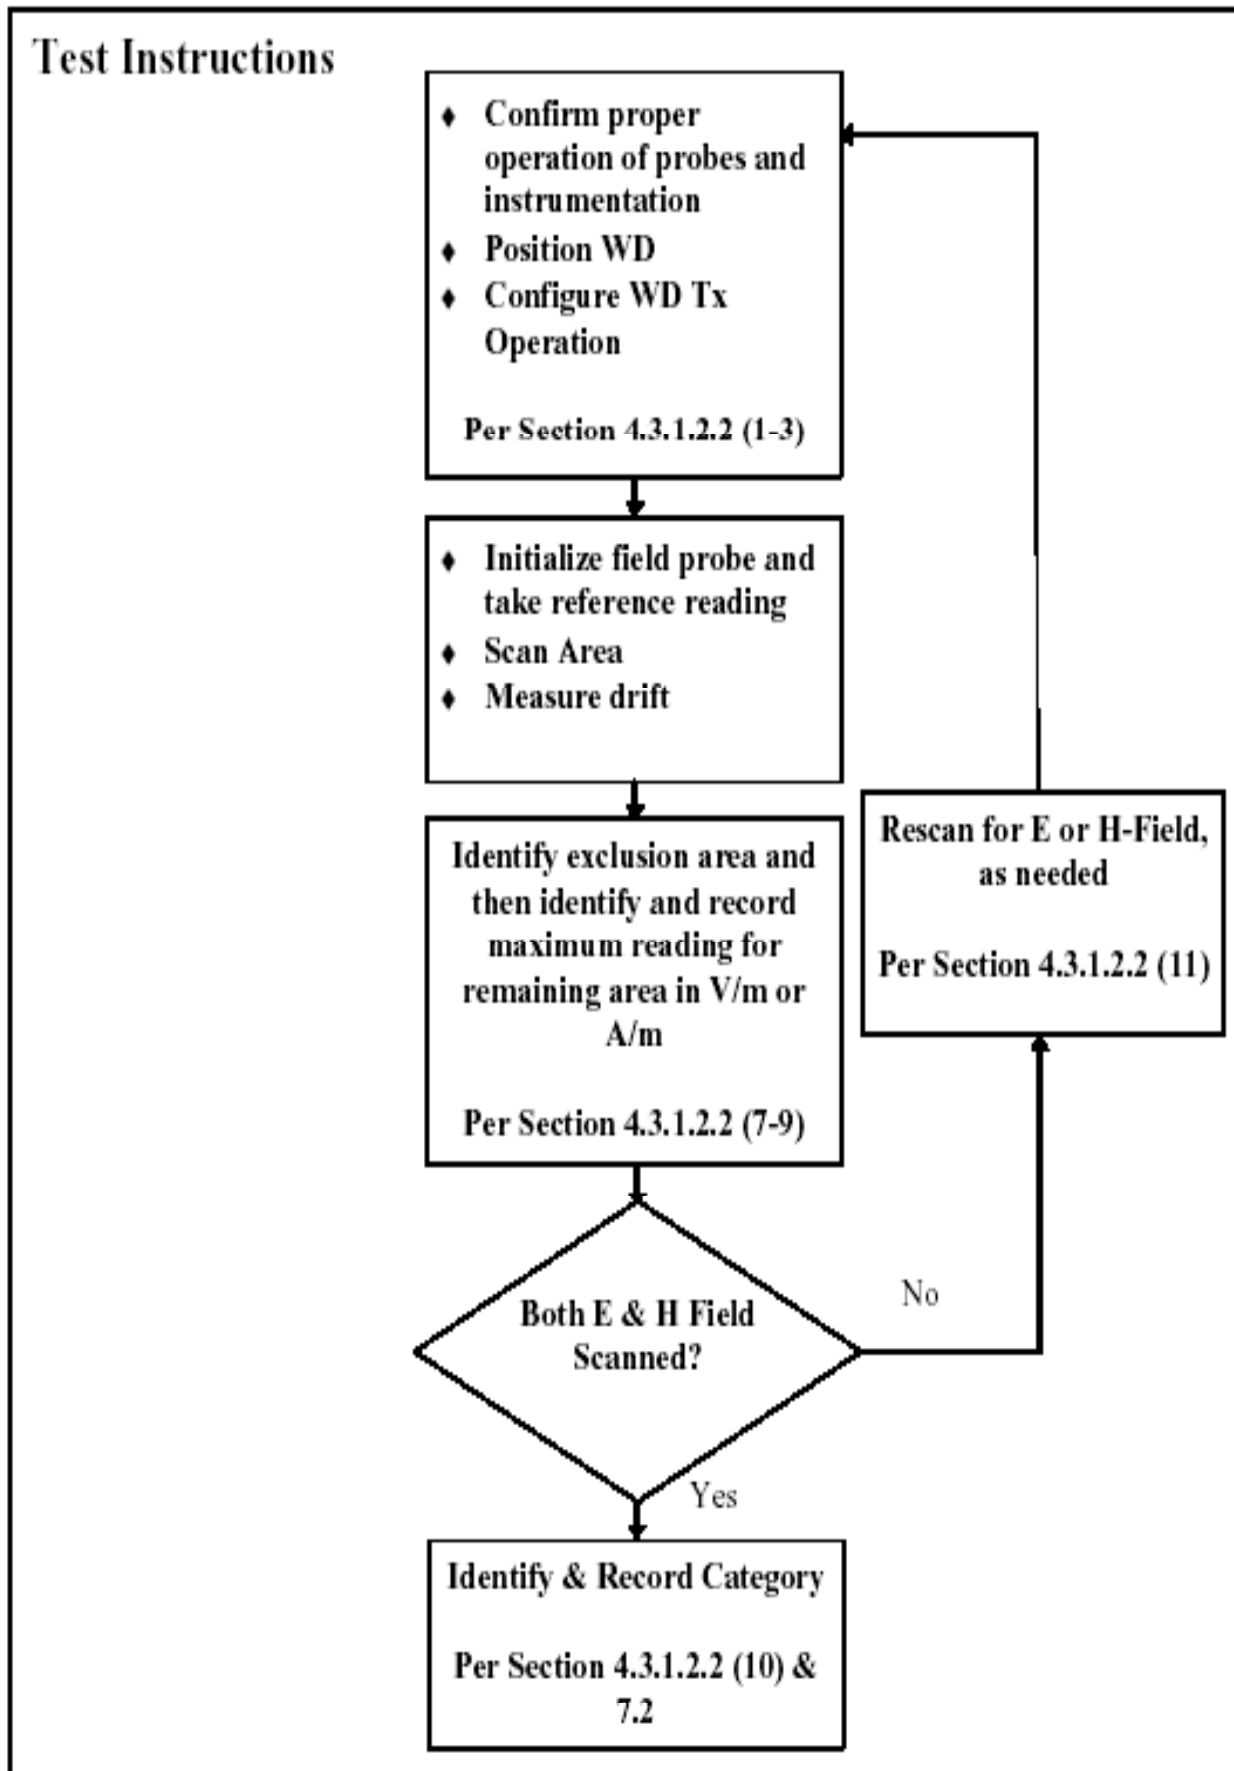 Test Instructions
♦ Confirm proper
operation of probes and
instrumentation
♦ Position WD
♦ Configure WD Tx
Operation
Per Section 4.3.1.2.2 (1-3)
♦ Initialize field probe and
take reference reading
♦ Scan Area
♦ Measure drift
Identify exclusion area and
then identify and record
maximum reading for
remaining area in V/m or
A/m
Per Section 4.3.1.2.2 (7-9)
Rescan for E or H-Field,
as needed
Per Section 4.3.1.2.2 (11)
Both E & H Field
Scanned?
No
Yes
Identify & Record Category
Per Section 4.3.1.2.2 (10) &
7.2